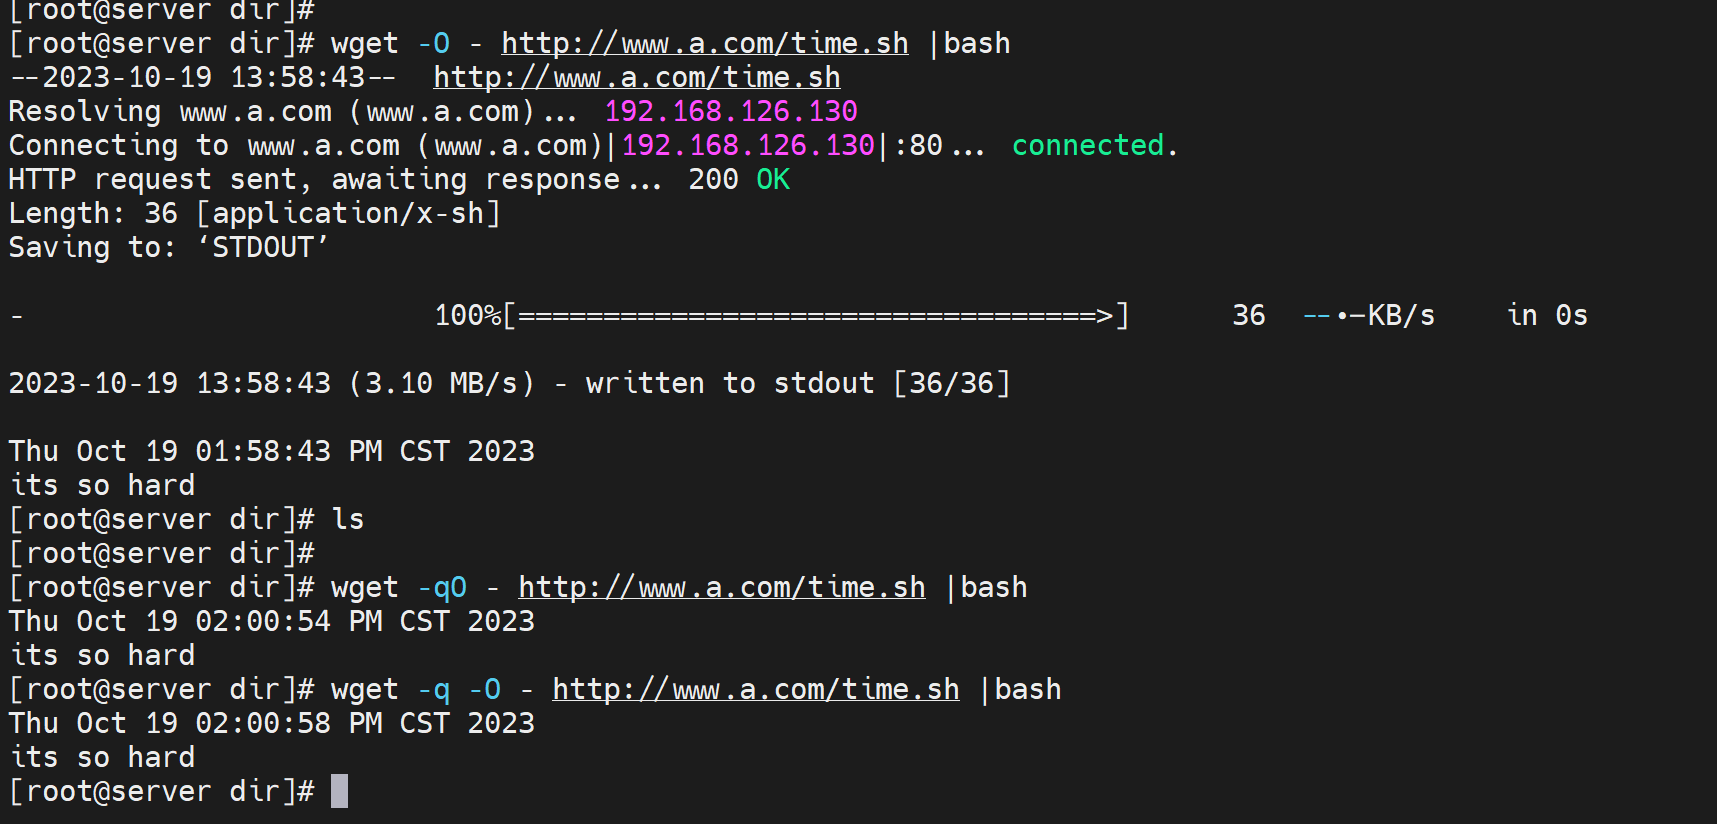 [root@server dir]#
[root@server dir]# wget -O - http://www.a.com/time.sh |bash
--2023-10-19 13:58:43--  http://www.a.com/time.sh
Resolving www.a.com (www.a.com)... 192.168.126.130
Connecting to www.a.com (www.a.com)|192.168.126.130|:80... connected.
HTTP request sent, awaiting response... 200 OK
Length: 36 [application/x-sh]
Saving to: ‘STDOUT’
-                         100%[==================================>]      36  --•-KB/s    in 0s
2023-10-19 13:58:43 (3.10 MB/s) - written to stdout [36/36]
Thu Oct 19 01:58:43 PM CST 2023
its so hard
[root@server dir]# ls
[root@server dir]#
[root@server dir]# wget -qO - http://www.a.com/time.sh |bash
Thu Oct 19 02:00:54 PM CST 2023
its so hard
[root@server dir]# wget -q -O - http://www.a.com/time.sh |bash
Thu Oct 19 02:00:58 PM CST 2023
its so hard
[root@server dir]#